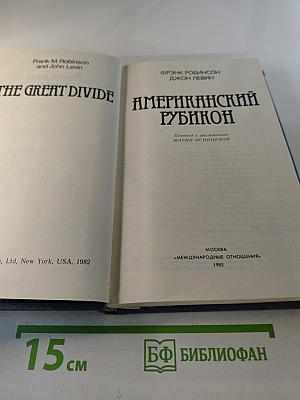 Frank M. Robinson
and John Levin
THE GREAT DIVIDE
Ltd, New York, USA, 1982
ФРЭНК РОБИНСОН
ДЖОН ЛЕВИН
АМЕРИКАНСКИЙ
РУБИКОН
Перевод с английского
МАРИИ ОСИНЦЕВОЙ
МОСКВА
«МЕЖДУНАРОДНЫЕ ОТНОШЕНИЯ»
1985
15 см
БФ БИБЛИОФАН